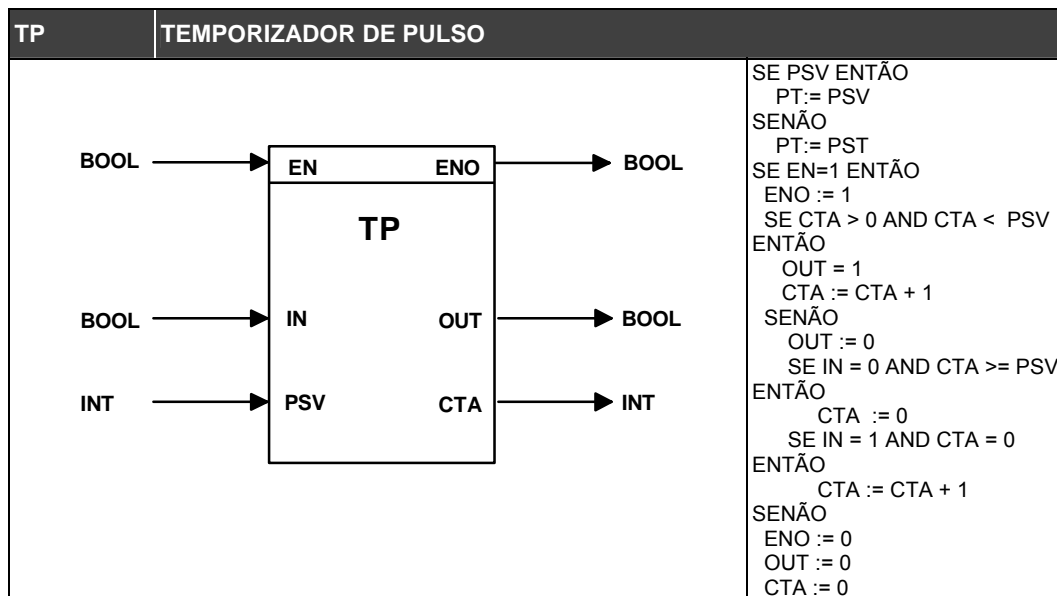 TP TEMPORIZADOR DE PULSO
BOOL EN ENO BOOL
TP
BOOL IN OUT BOOL
INT PSV CTA INT
SE PSV ENTÃO
PT:= PSV
SENÃO
PT:= PST
SE EN=1 ENTÃO
ENO := 1
SE CTA > 0 AND CTA < PSV
ENTÃO
OUT = 1
CTA := CTA + 1
SENÃO
OUT := 0
SE IN = 0 AND CTA >= PSV
ENTÃO
CTA := 0
SE IN = 1 AND CTA = 0
ENTÃO
CTA := CTA + 1
SENÃO
ENO := 0
OUT := 0
CTA := 0